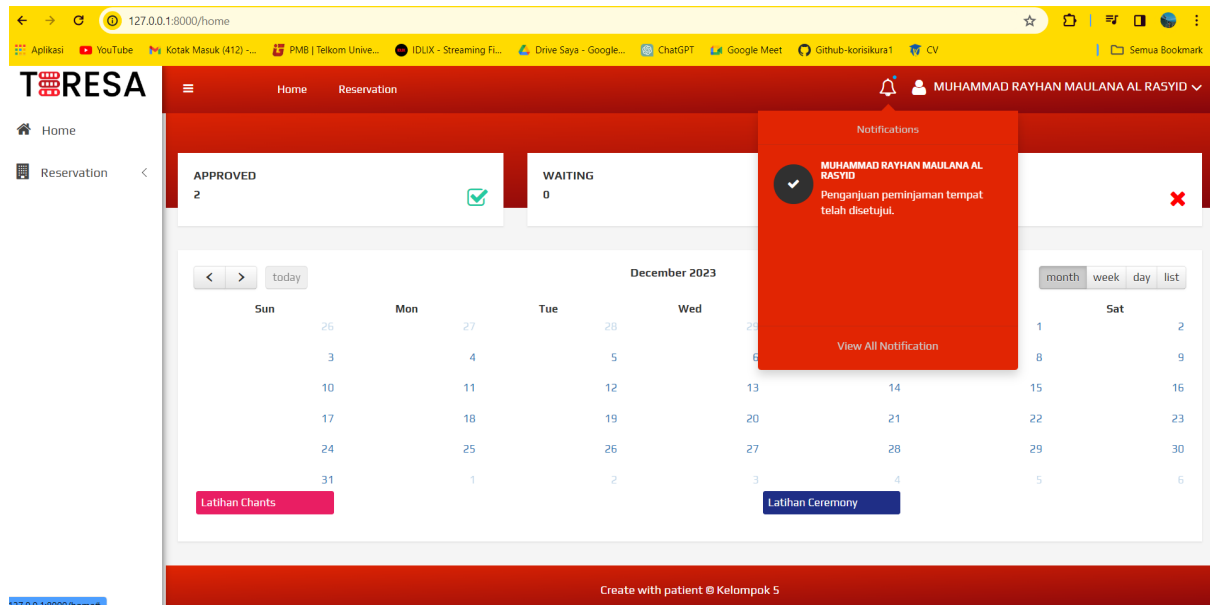 127.0.0.1:8000/home
Aplikasi YouTube Kotak Masuk (412) -... PMB | Telkom Unive... IDLIX - Streaming Fi... Drive Saya - Google... ChatGPT Google Meet Github-korisikura1 CV Semua Bookmark
TERESA
Home Reservation
MUHAMMAD RAYHAN MAULANA AL RASYID
Home
Reservation
Notifications
MUHAMMAD RAYHAN MAULANA AL
RASYID
Penganjuan peminjaman tempat
telah disetujui.
View All Notification
APPROVED
2
WAITING
0
today
December 2023
month week day list
Sun Mon Tue Wed Sat
26 27 28 29 1 2
3 4 5 6 8 9
10 11 12 13 14 15 16
17 18 19 20 21 22 23
24 25 26 27 28 29 30
31 1 2 3 4 5 6
Latihan Chants Latihan Ceremony
Create with patient © Kelompok 5